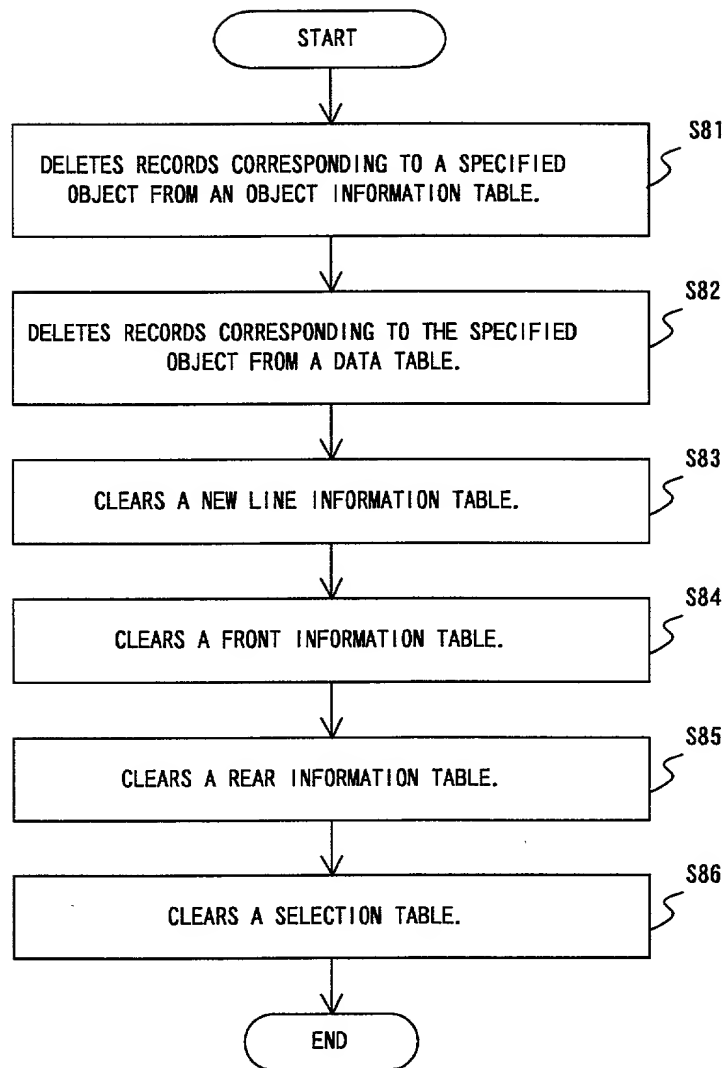 START
S81
DELETES RECORDS CORRESPONDING TO A SPECIFIED
OBJECT FROM AN OBJECT INFORMATION TABLE.
S82
DELETES RECORDS CORRESPONDING TO THE SPECIFIED
OBJECT FROM A DATA TABLE.
S83
CLEARS A NEW LINE INFORMATION TABLE.
S84
CLEARS A FRONT INFORMATION TABLE.
S85
CLEARS A REAR INFORMATION TABLE.
S86
CLEARS A SELECTION TABLE.
END